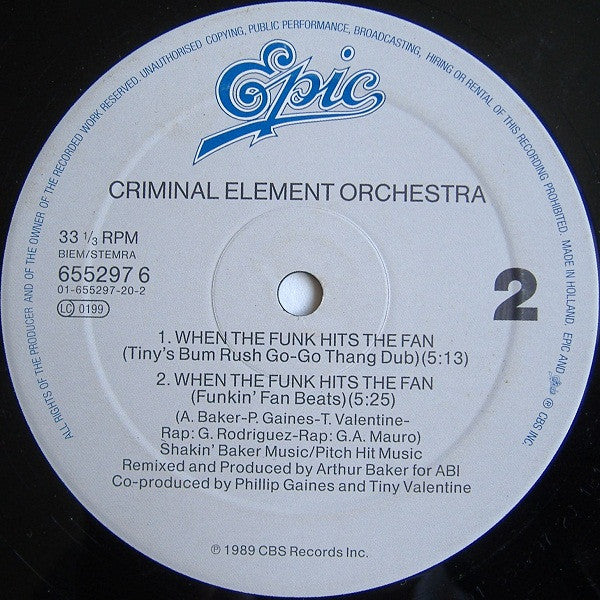 ALL RIGHTS OF THE PRODUCER AND OF THE OWNER OF THE RECORDED WORK RESERVED. UNAUTHORISED COPYING, PUBLIC PERFORMANCE, BROADCASTING, HIRING OR RENTAL OF THIS RECORDING PROHIBITED. MADE IN HOLLAND. EPIC AND Epic ® CBS INC.
Epic
CRIMINAL ELEMENT ORCHESTRA
33 1/3 RPM
BIEM/STEMRA
655297 6
01-655297-20-2
LC 0199
2
1. WHEN THE FUNK HITS THE FAN
(Tiny's Bum Rush Go-Go Thang Dub)(5:13)
2. WHEN THE FUNK HITS THE FAN
(Funkin' Fan Beats)(5:25)
(A. Baker-P. Gaines-T. Valentine-
Rap: G. Rodriguez-Rap: G.A. Mauro)
Shakin' Baker Music/Pitch Hit Music
Remixed and Produced by Arthur Baker for ABI
Co-produced by Phillip Gaines and Tiny Valentine
℗ 1989 CBS Records Inc.